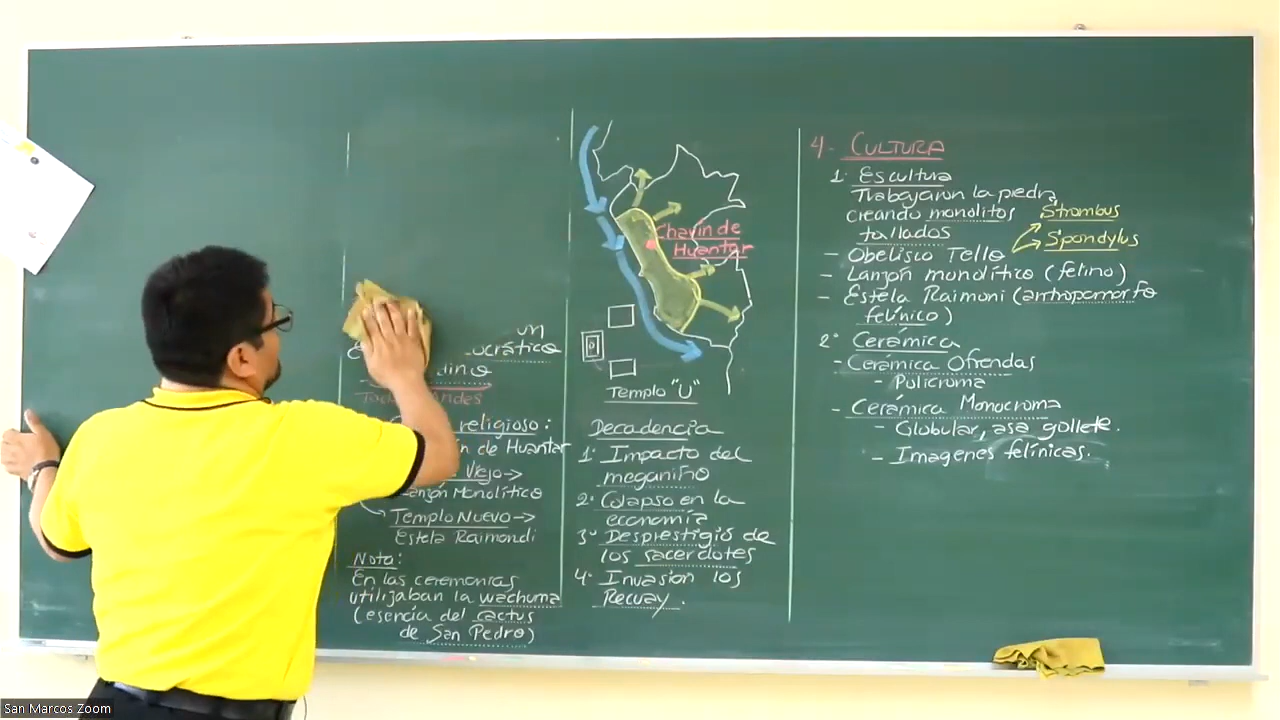 un
ocrático
dino
Andes
religioso:
n de Huantar
Viejo->
Lanzón Monolítico
Templo Nuevo->
Estela Raimondi
Nota:
En las ceremonias
utilizaban la wachuma
(esencia del cactus
de San Pedro)
Chavín de
Huantar
Templo "U"
Decadencia
1° Impacto del
meganiño
2° Colapso en la
economía
3° Desprestigio de
los sacerdotes
4° Invasion los
Recuay.
4- CULTURA
1° Escultura
Trabajaron la piedra
creando monolitos
tallados
Strombus
Spondylus
- Obelisco Tello
- Lanzón monolítico (felino)
- Estela Raimoni (antropomorfo
felínico)
2° Cerámica
- Cerámica Ofrendas
- Policroma
- Cerámica Monocroma
- Globular, asa gollete.
- Imagenes felínicas.
San Marcos Zoom